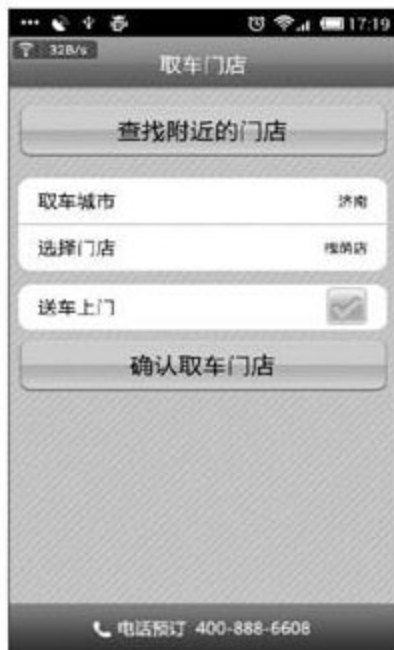 17:19
32B/s
取车门店
查找附近的门店
取车城市 济南
选择门店
送车上门
确认取车门店
电话预订 400-888-6608